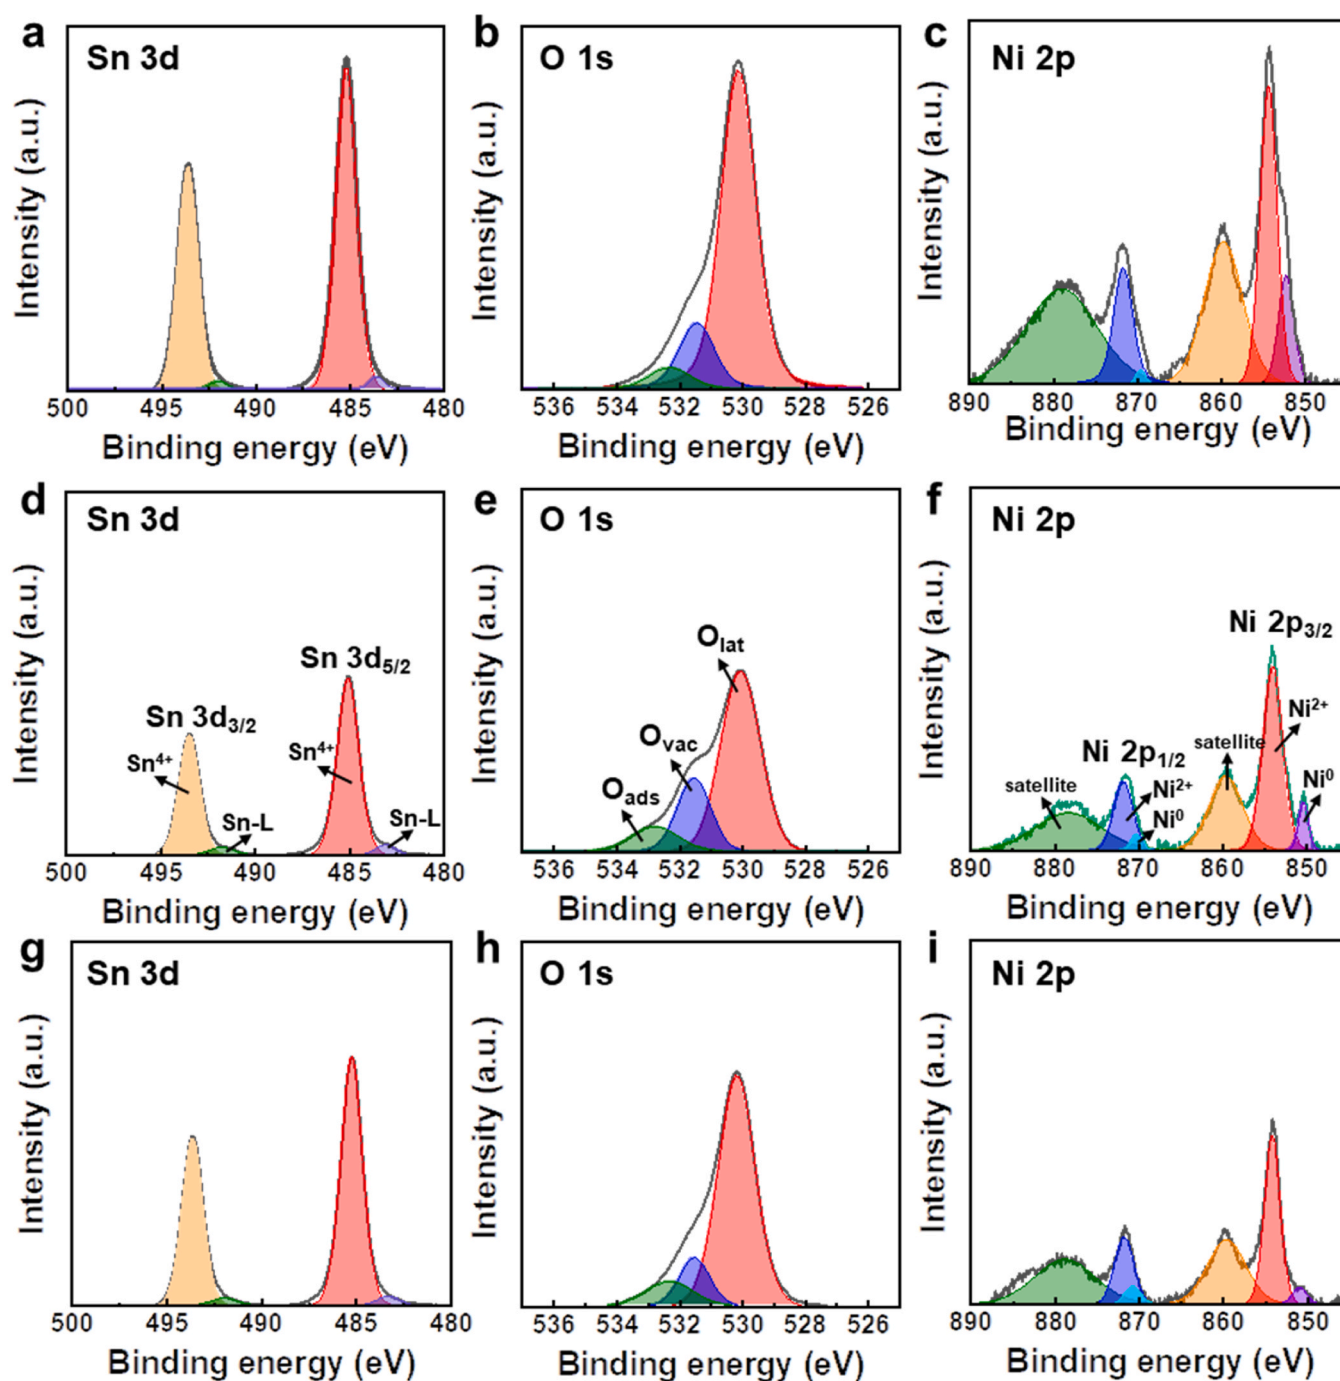 a
Sn 3d
Intensity (a.u.)
500 495 490 485 480
Binding energy (eV)
b
O 1s
Intensity (a.u.)
536 534 532 530 528 526
Binding energy (eV)
c
Ni 2p
Intensity (a.u.)
890 880 870 860 850
Binding energy (eV)
d
Sn 3d
Sn 3d5/2
Sn 3d3/2
Sn4+
Sn4+
Sn-L
Sn-L
Intensity (a.u.)
500 495 490 485 480
Binding energy (eV)
e
O 1s
Olat
Ovac
Oads
Intensity (a.u.)
536 534 532 530 528 526
Binding energy (eV)
f
Ni 2p
Ni 2p3/2
Ni2+
satellite
Ni 2p1/2
satellite
Ni2+
Ni0
Ni0
Intensity (a.u.)
890 880 870 860 850
Binding energy (eV)
g
Sn 3d
Intensity (a.u.)
500 495 490 485 480
Binding energy (eV)
h
O 1s
Intensity (a.u.)
536 534 532 530 528 526
Binding energy (eV)
i
Ni 2p
Intensity (a.u.)
890 880 870 860 850
Binding energy (eV)